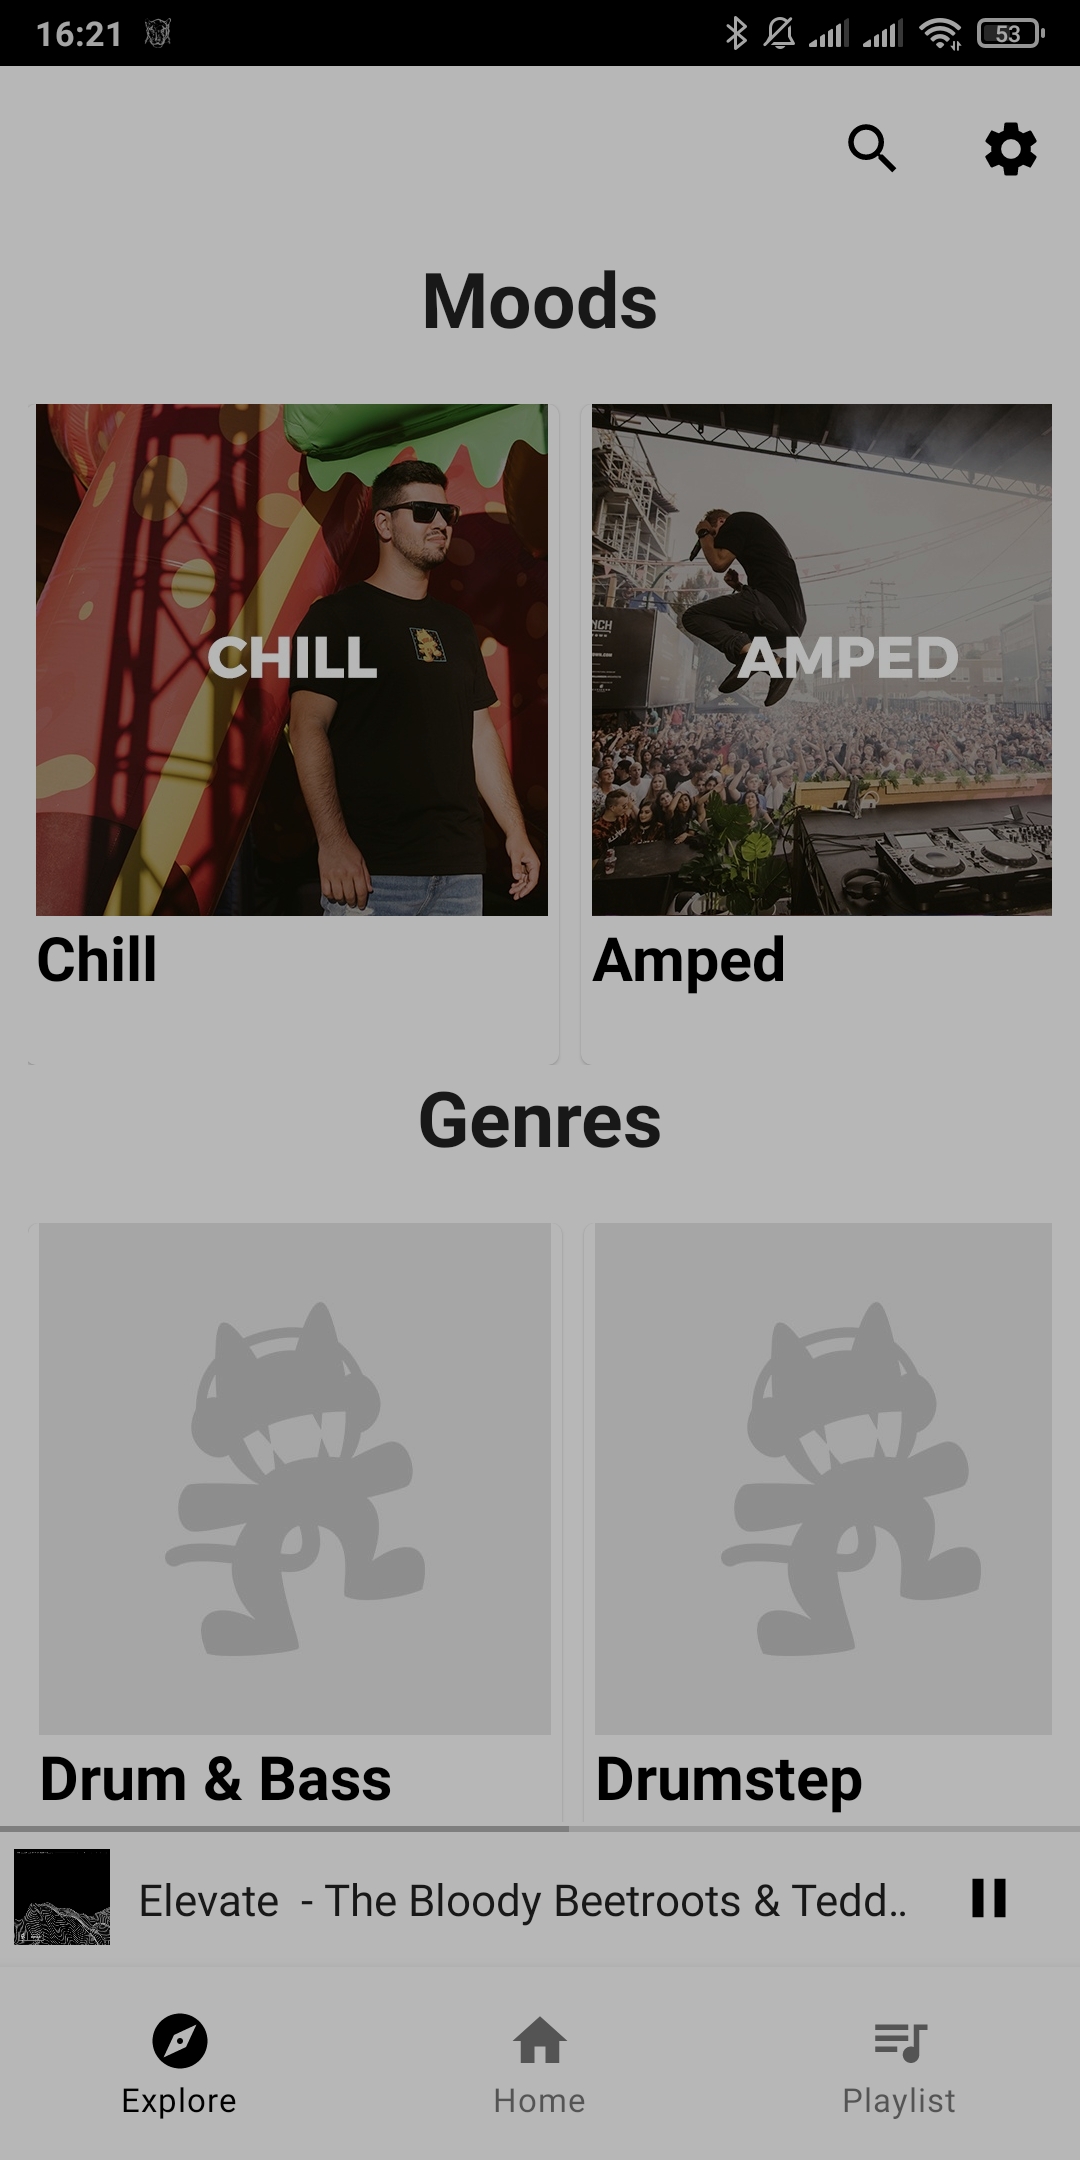 16:21
53
Moods
CHILL
AMPED
Chill
Amped
Genres
Drum & Bass
Drumstep
Elevate  - The Bloody Beetroots & Tedd..
Explore
Home
Playlist